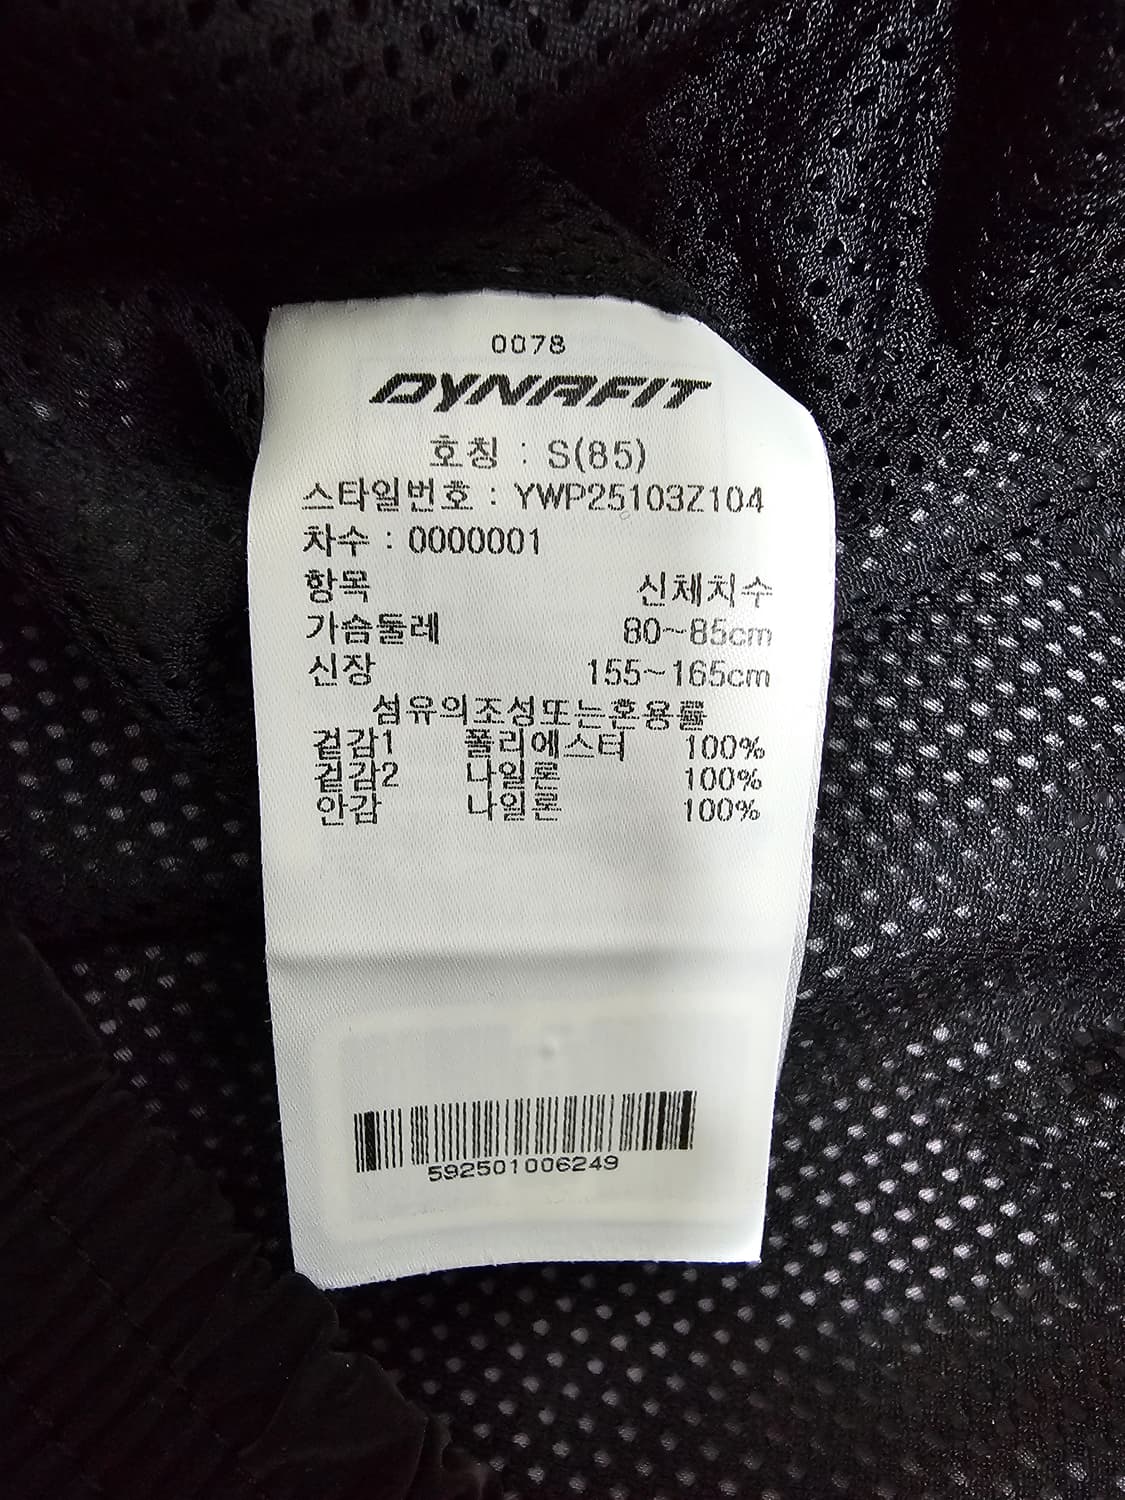 0078
DYNAFIT
호칭 : S(85)
스타일번호 : YWP25103Z104
차수 : 0000001
항목 신체치수
가슴둘레 80~85cm
신장 155~165cm
섬유의조성또는혼용률
겉감1 폴리에스터 100%
겉감2 나일론 100%
안감 나일론 100%
592501006249